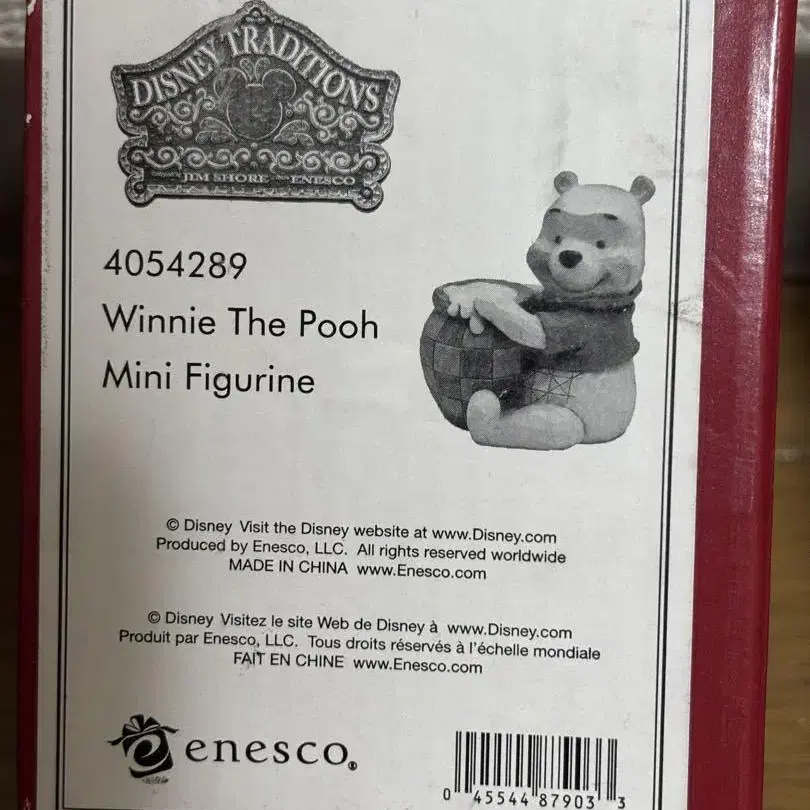 DISNEY TRADITIONS
JIM SHORE ENESCO
4054289
Winnie The Pooh
Mini Figurine
© Disney Visit the Disney website at www.Disney.com
Produced by Enesco, LLC. All rights reserved worldwide
MADE IN CHINA www.Enesco.com
© Disney Visitez le site Web de Disney à www.Disney.com
Produit par Enesco, LLC. Tous droits réservés à l'échelle mondiale
FAIT EN CHINE www.Enesco.com
enesco®
0 45544 87903 3